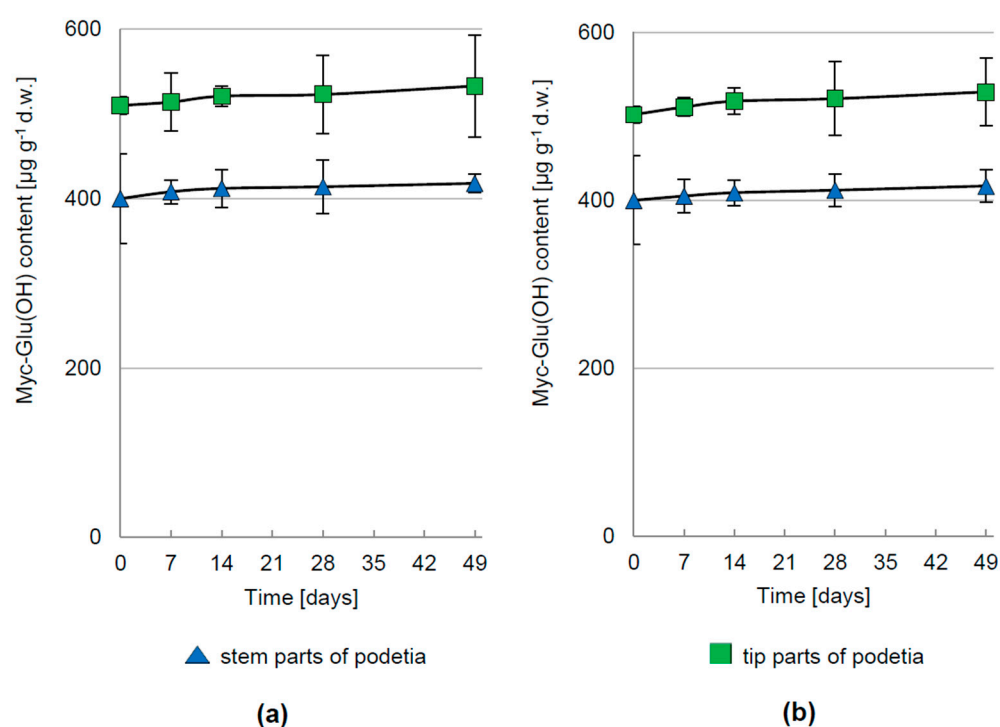 Myc-Glu(OH) content [µg g⁻¹ d.w.]
600
400
200
0
0 7 14 21 28 35 42 49
Time [days]
Myc-Glu(OH) content [µg g⁻¹ d.w.]
600
400
200
0
0 7 14 21 28 35 42 49
Time [days]
stem parts of podetia
tip parts of podetia
(a)
(b)